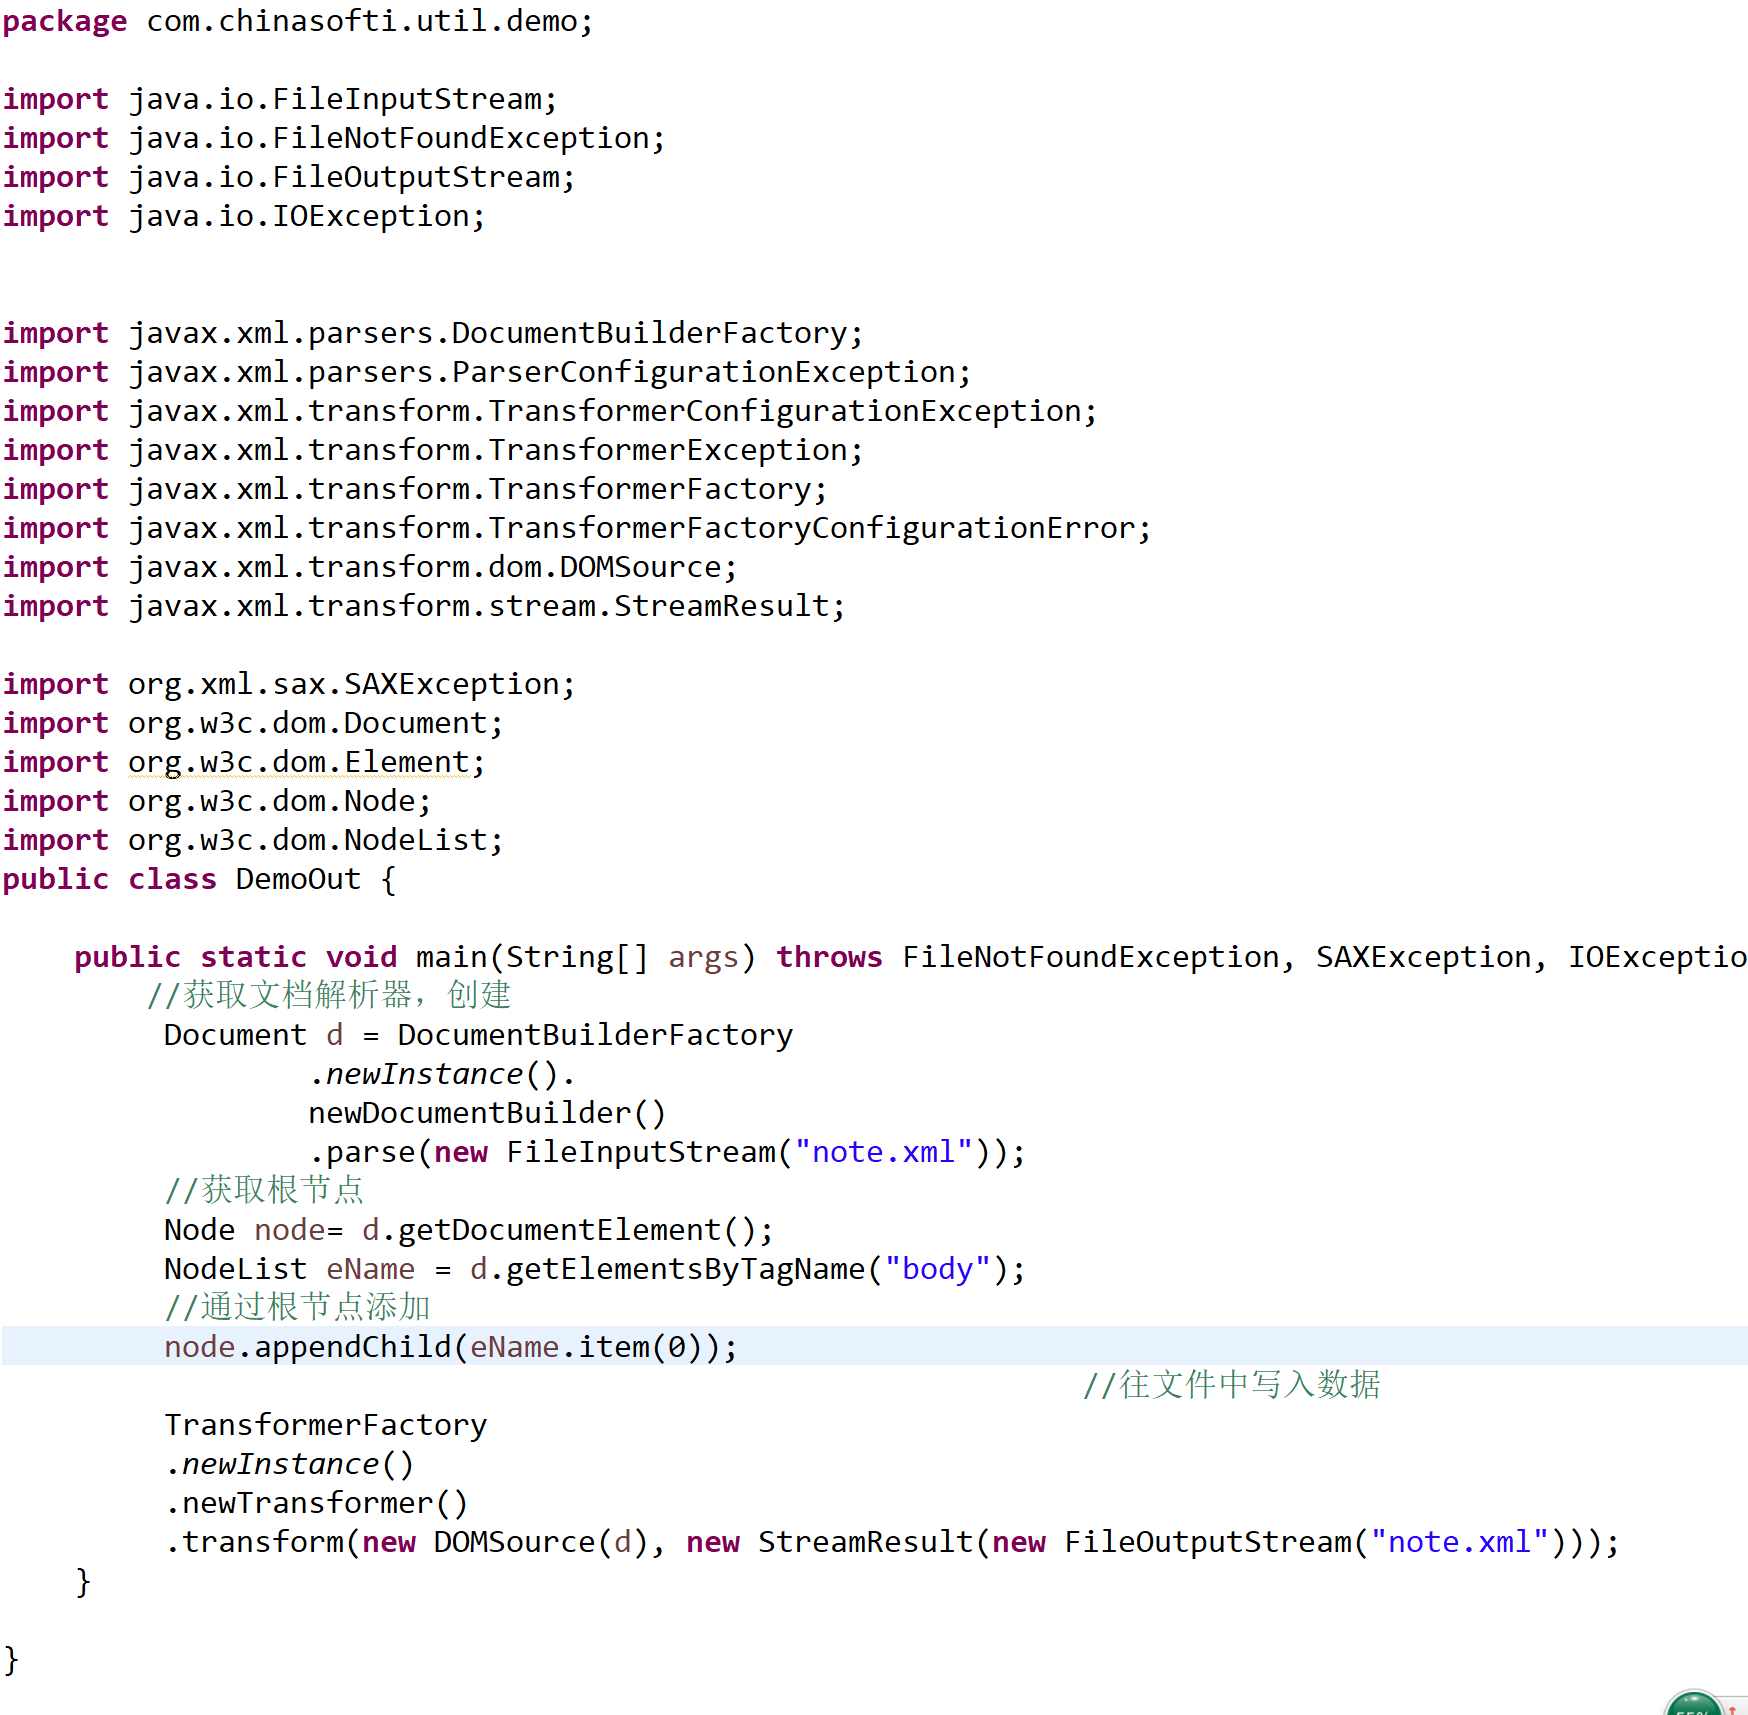 package com.chinasofti.util.demo;
import java.io.FileInputStream;
import java.io.FileNotFoundException;
import java.io.FileOutputStream;
import java.io.IOException;
import javax.xml.parsers.DocumentBuilderFactory;
import javax.xml.parsers.ParserConfigurationException;
import javax.xml.transform.TransformerConfigurationException;
import javax.xml.transform.TransformerException;
import javax.xml.transform.TransformerFactory;
import javax.xml.transform.TransformerFactoryConfigurationError;
import javax.xml.transform.dom.DOMSource;
import javax.xml.transform.stream.StreamResult;
import org.xml.sax.SAXException;
import org.w3c.dom.Document;
import org.w3c.dom.Element;
import org.w3c.dom.Node;
import org.w3c.dom.NodeList;
public class DemoOut {
public static void main(String[] args) throws FileNotFoundException, SAXException, IOExceptio
//获取文档解析器，创建
Document d = DocumentBuilderFactory
.newInstance().
newDocumentBuilder()
.parse(new FileInputStream("note.xml"));
//获取根节点
Node node= d.getDocumentElement();
NodeList eName = d.getElementsByTagName("body");
//通过根节点添加
node.appendChild(eName.item(0));
//往文件中写入数据
TransformerFactory
.newInstance()
.newTransformer()
.transform(new DOMSource(d), new StreamResult(new FileOutputStream("note.xml")));
}
}